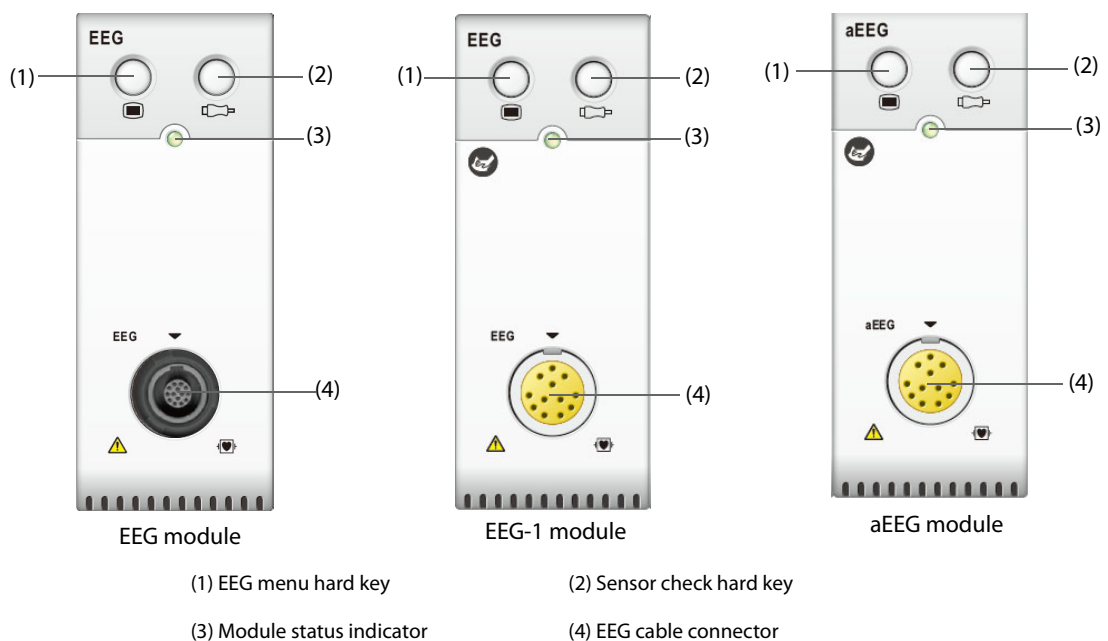 EEG
(1)
(2)
(3)
EEG
(4)
EEG module
EEG
(1)
(2)
(3)
EEG
(4)
EEG-1 module
aEEG
(1)
(2)
(3)
aEEG
(4)
aEEG module
(1) EEG menu hard key
(2) Sensor check hard key
(3) Module status indicator
(4) EEG cable connector